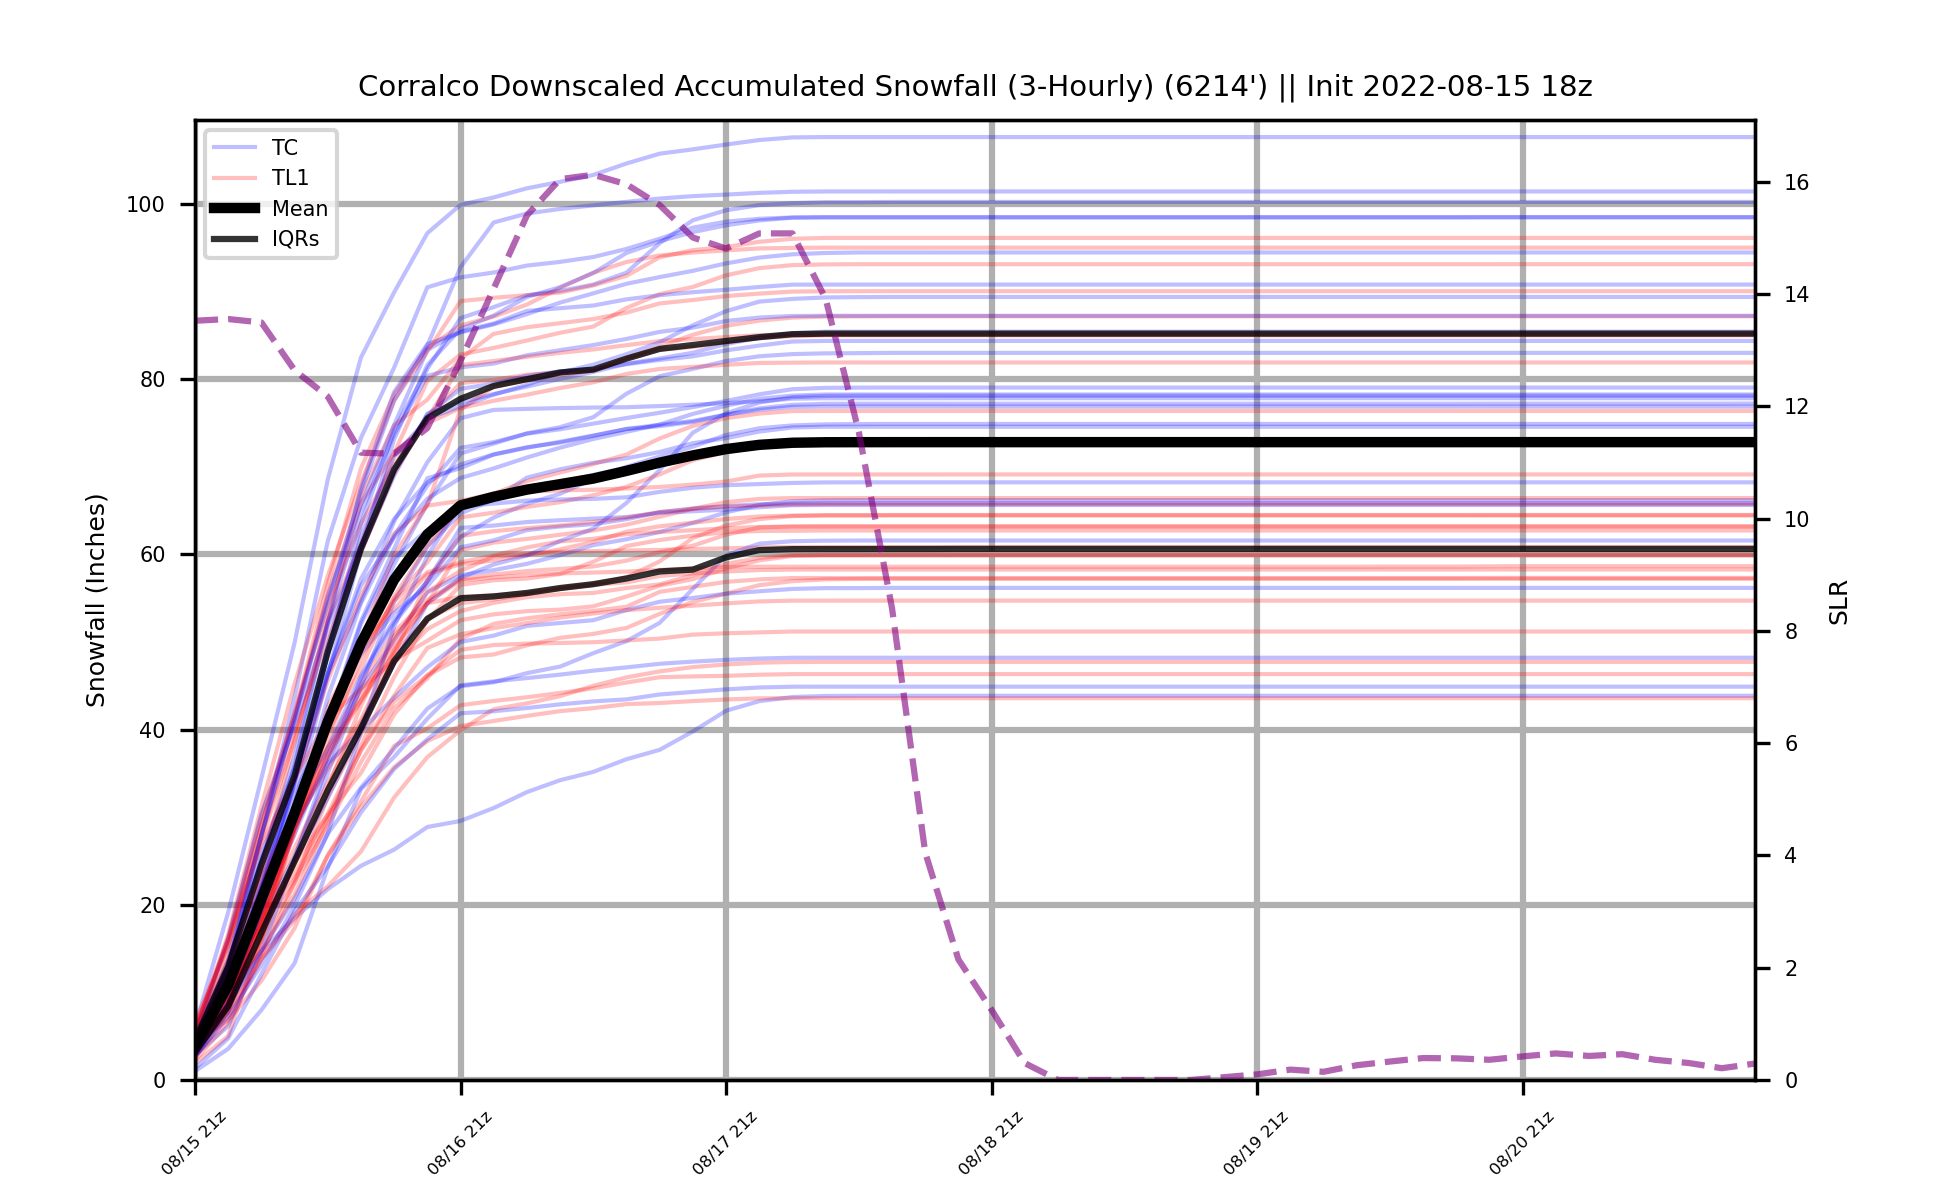 Corralco Downscaled Accumulated Snowfall (3-Hourly) (6214') || Init 2022-08-15 18z
TC
TL1
Mean
IQRs
100
80
60
40
20
0
Snowfall (Inches)
16
14
12
10
8
6
4
2
0
SLR
08/15 21z
08/16 21z
08/17 21z
08/18 21z
08/19 21z
08/20 21z